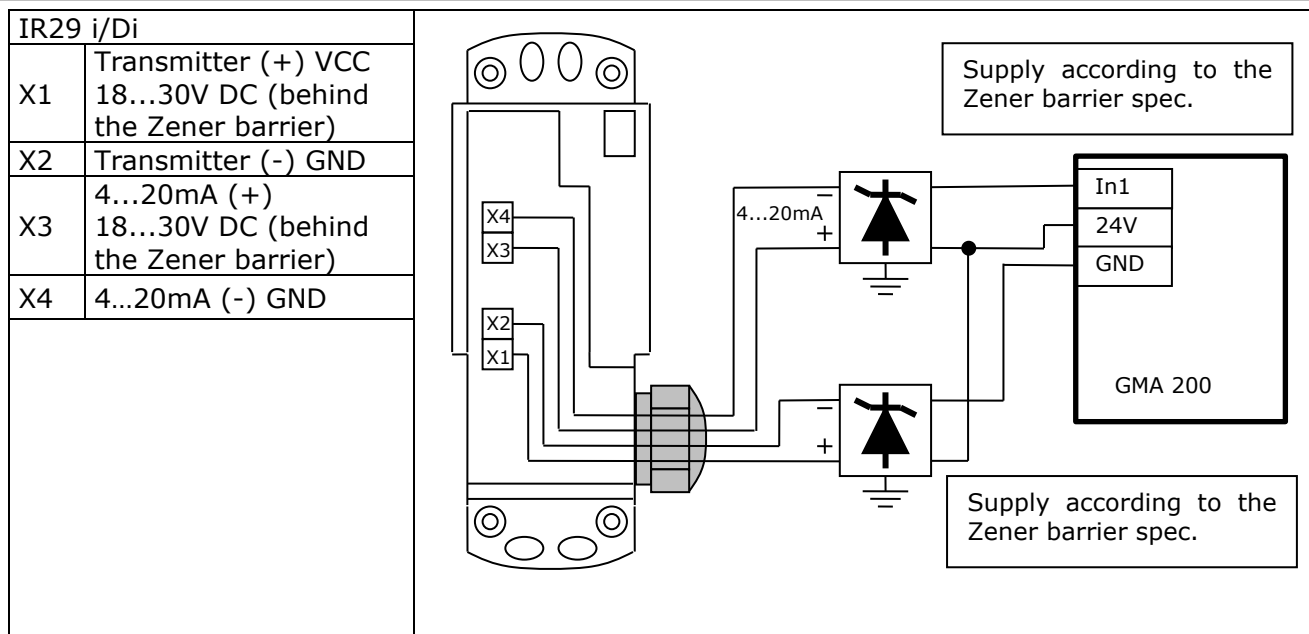 IR29 i/Di
X1
Transmitter (+) VCC
18...30V DC (behind
the Zener barrier)
X2
Transmitter (-) GND
X3
4...20mA (+)
18...30V DC (behind
the Zener barrier)
X4
4…20mA (-) GND
X4
X3
X2
X1
–
4...20mA
+
–
+
Supply according to the
Zener barrier spec.
In1
24V
GND
GMA 200
Supply according to the
Zener barrier spec.